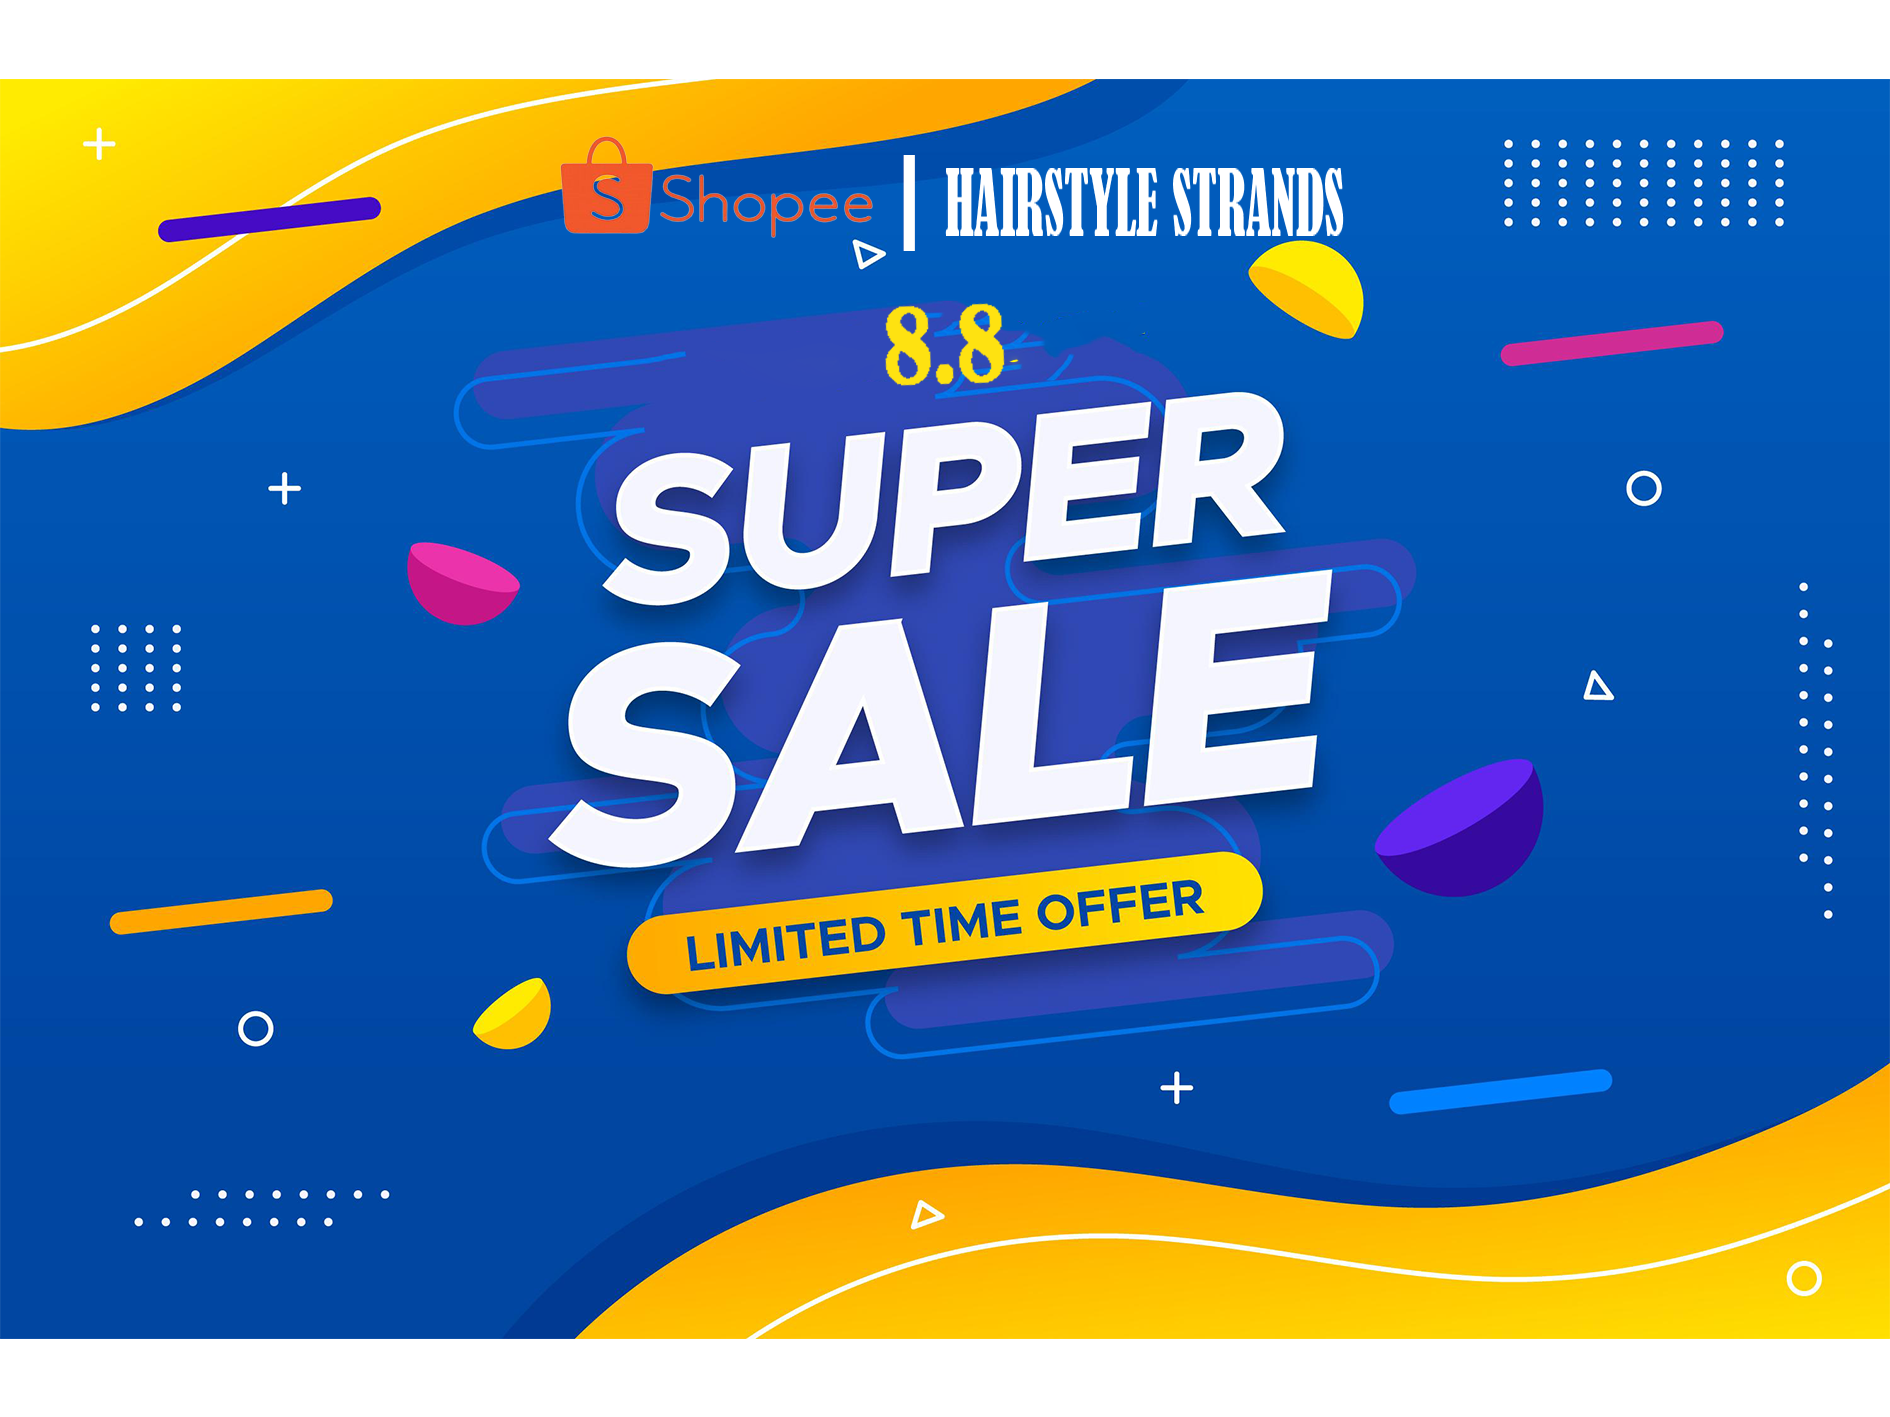 S Shopee | HAIRSTYLE STRANDS
8.8
SUPER
SALE
LIMITED TIME OFFER